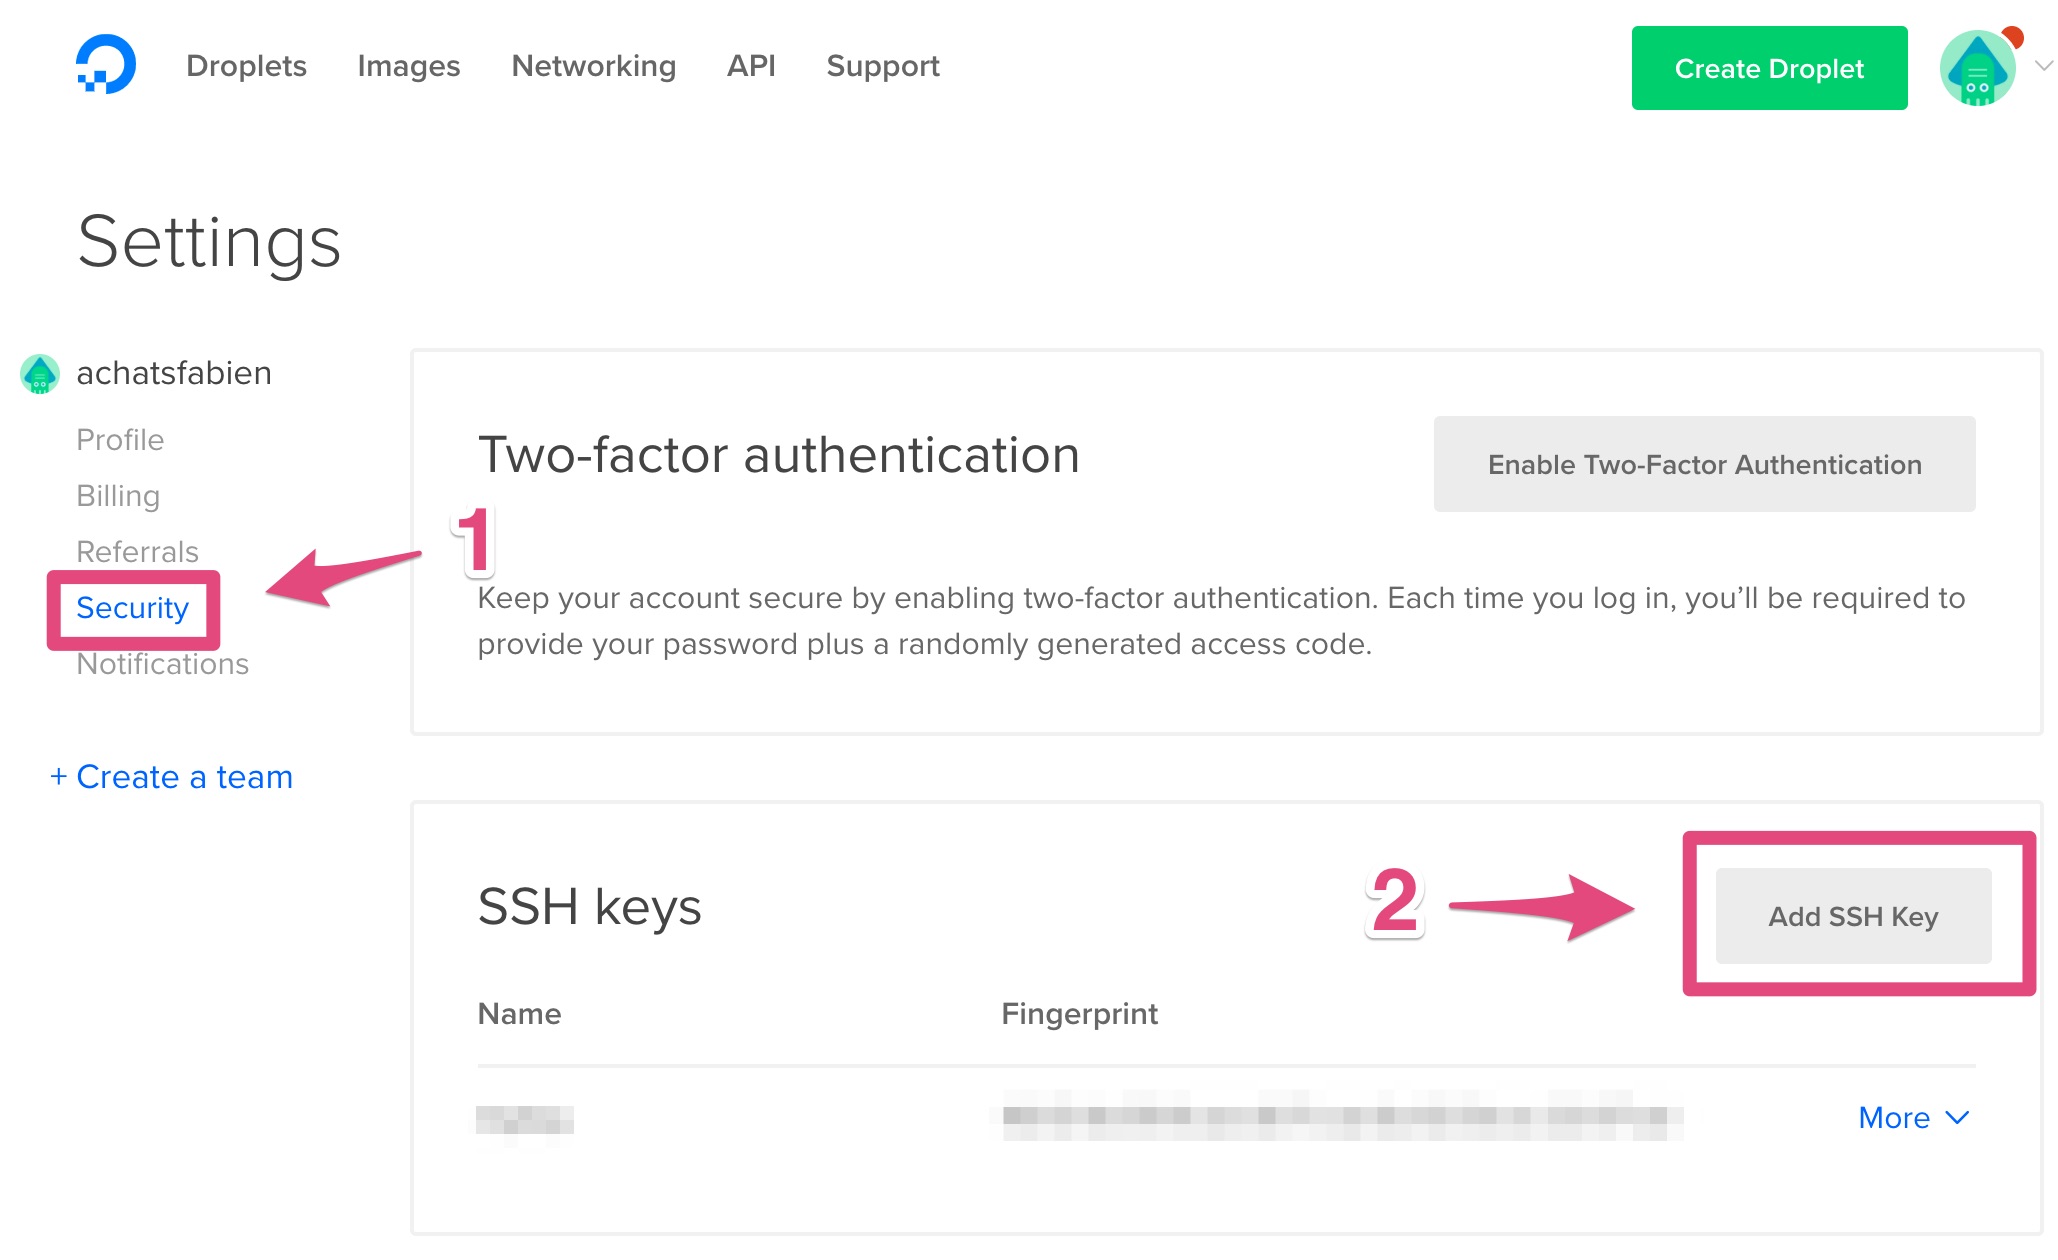 Droplets Images Networking API Support Create Droplet
Settings
achatsfabien
Profile
Billing
Referrals
Security
Notifications
+ Create a team
Two-factor authentication
Enable Two-Factor Authentication
1
Keep your account secure by enabling two-factor authentication. Each time you log in, you’ll be required to
provide your password plus a randomly generated access code.
SSH keys
2
Add SSH Key
Name Fingerprint
More